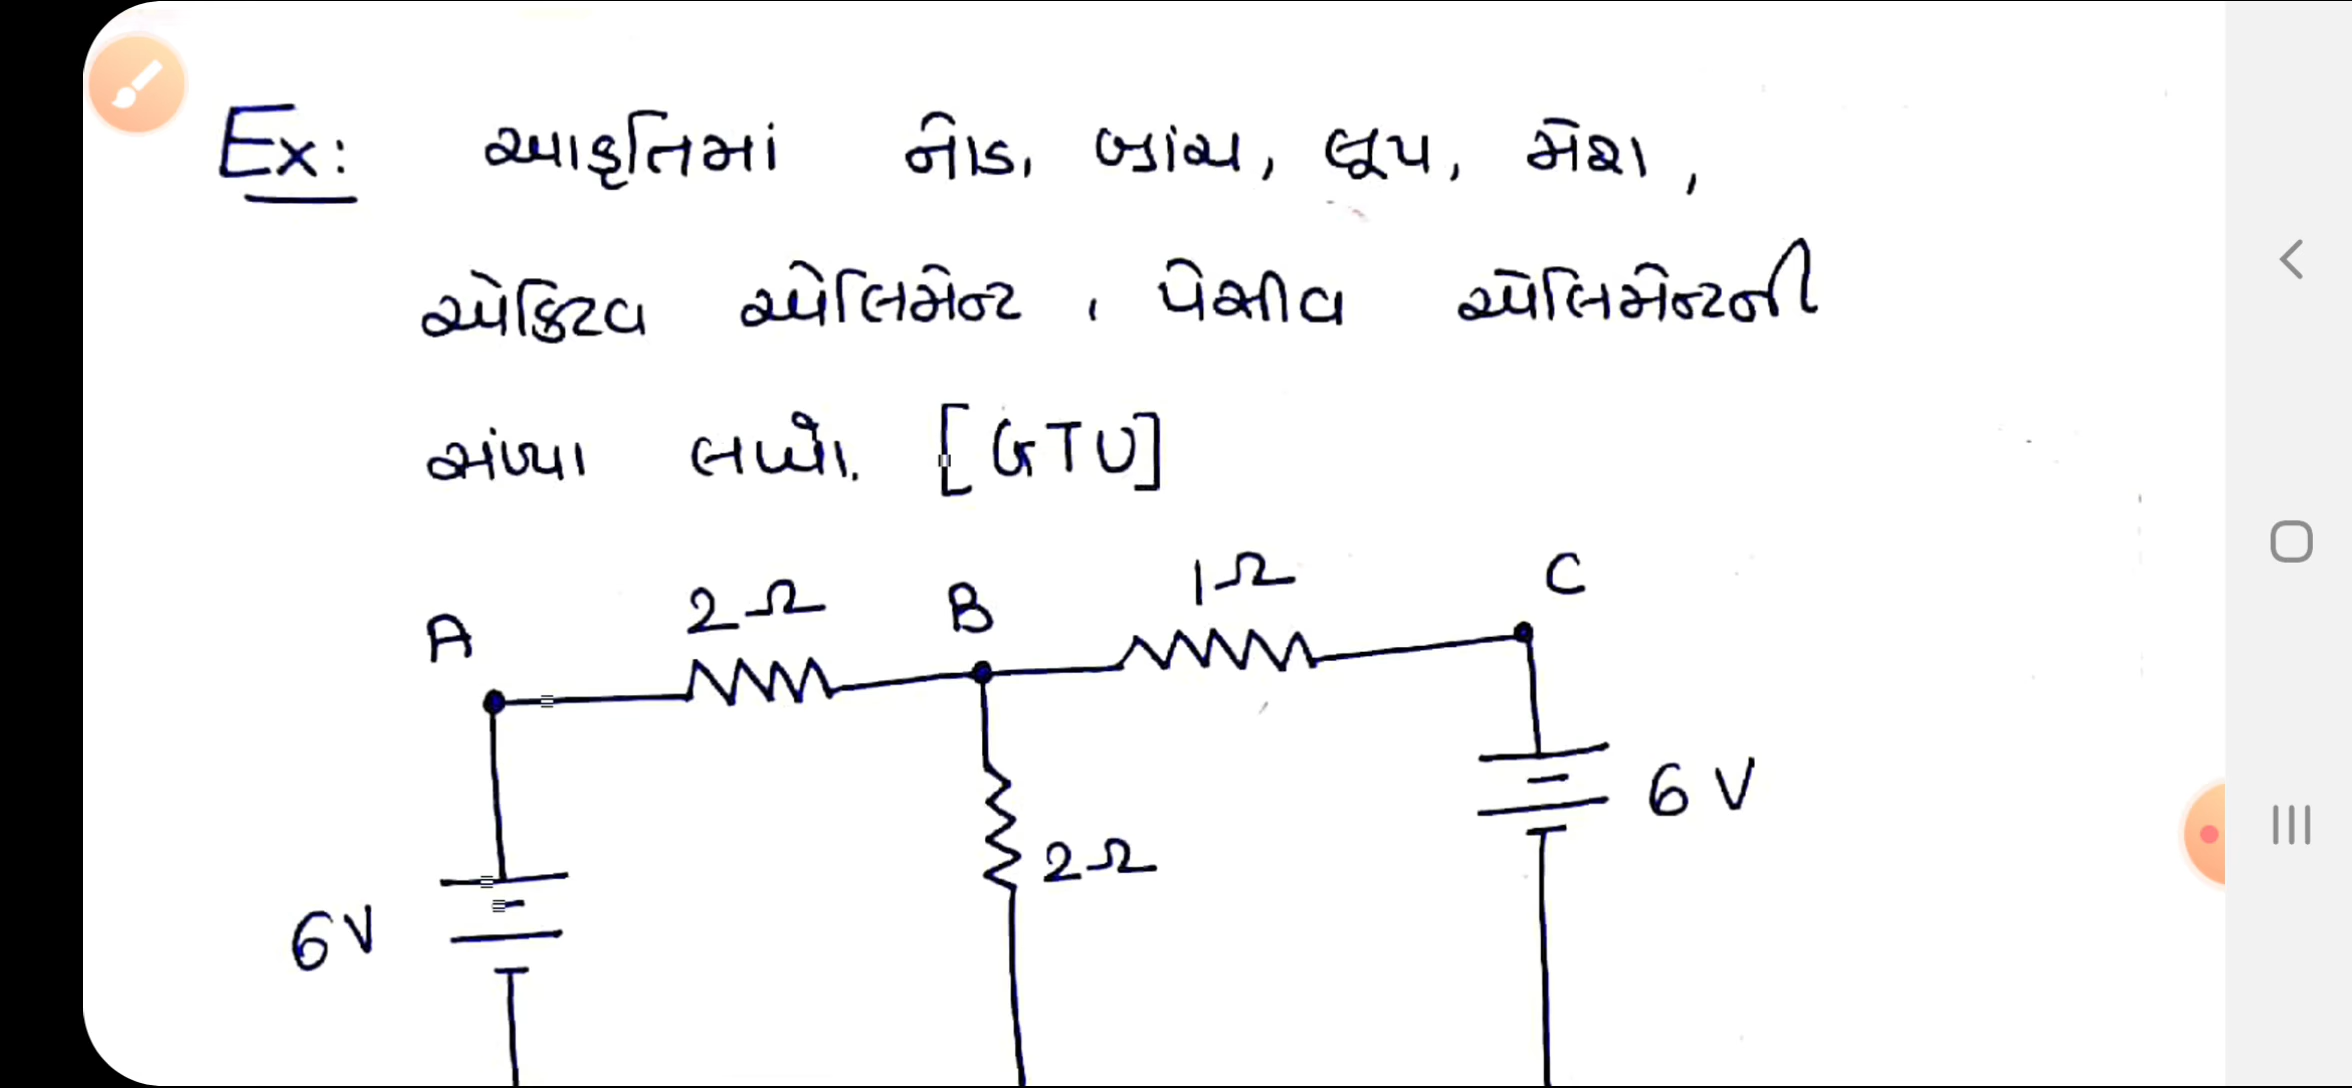 Ex: આકૃતિમાં નોડ, બ્રાંચ, લૂપ, મેશ,
એક્ટિવ એલિમેન્ટ, પેસીવ એલિમેન્ટની
સંખ્યા લખો. [GTU]
1Ω C
2Ω B
A
6V
2Ω
6V